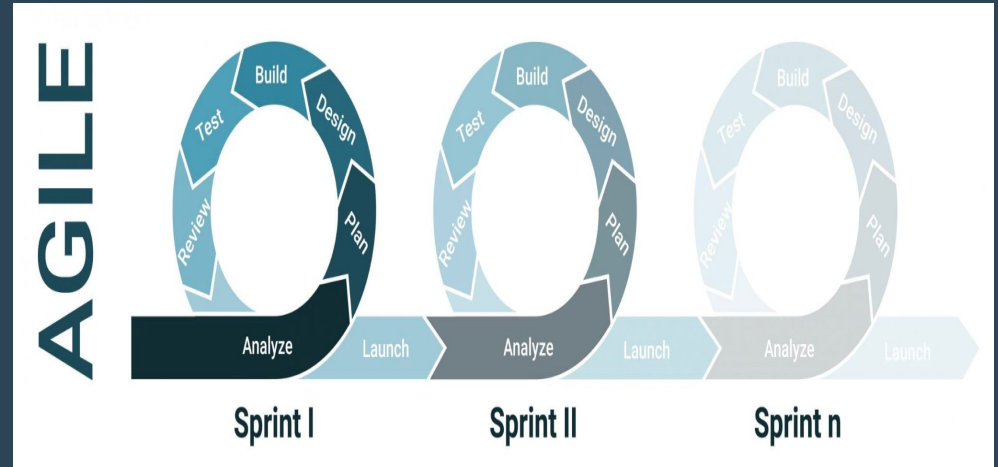 AGILE
Build
Design
Test
Plan
Review
Analyze
Launch
Build
Design
Test
Plan
Review
Analyze
Launch
Build
Design
Test
Plan
Review
Analyze
Launch
Sprint I
Sprint II
Sprint n